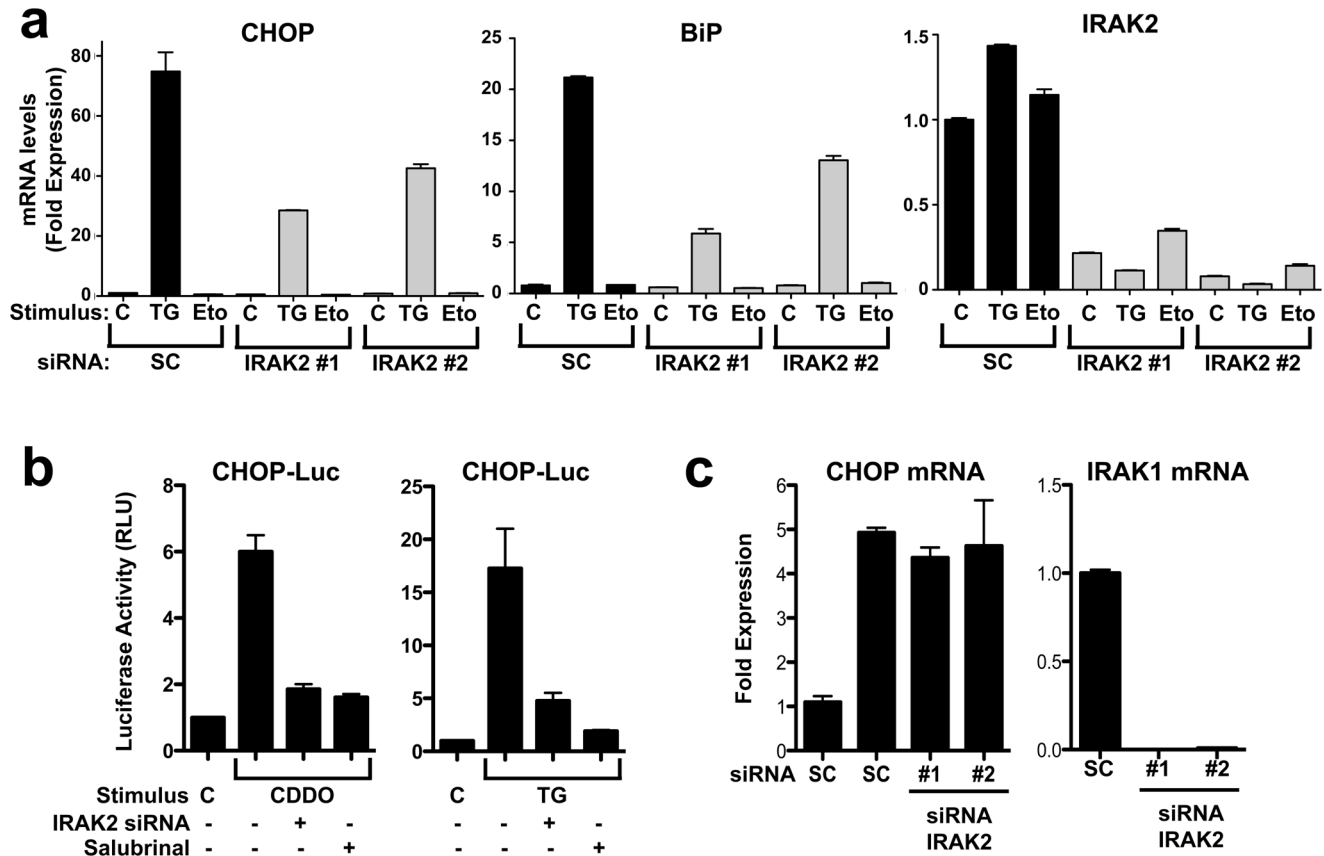 a
CHOP
BiP
IRAK2
mRNA levels
(Fold Expression)
80
60
40
20
0
25
20
15
10
5
0
1.5
1.0
0.5
0
Stimulus: C TG Eto C TG Eto C TG Eto
C TG Eto C TG Eto C TG Eto
C TG Eto C TG Eto C TG Eto
siRNA: SC IRAK2 #1 IRAK2 #2
SC IRAK2 #1 IRAK2 #2
SC IRAK2 #1 IRAK2 #2
b
CHOP-Luc
CHOP-Luc
Luciferase Activity (RLU)
8
6
4
2
0
25
20
15
10
5
0
Stimulus C CDDO C TG
IRAK2 siRNA - - + - - - + -
Salubrinal - - - + - - - +
c
CHOP mRNA
IRAK1 mRNA
Fold Expression
6
5
4
3
2
1
0
1.5
1.0
0.5
0.0
siRNA SC SC #1 #2
siRNA
IRAK2
SC #1 #2
siRNA
IRAK2